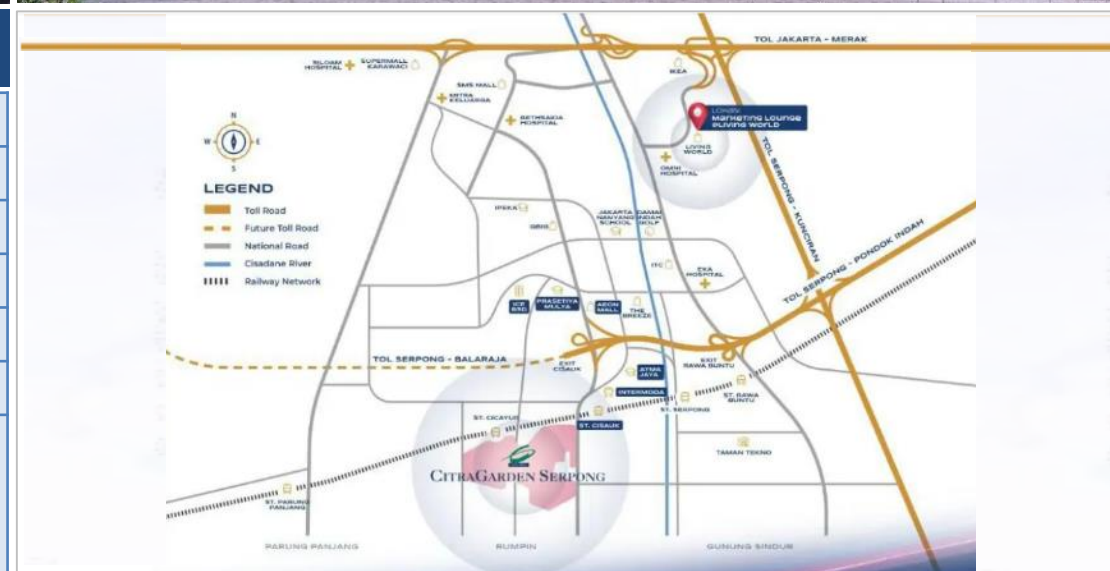 TOL JAKARTA - MERAK
SILOAM
HOSPITAL
SUPERMALL
KARAWACI
SMS MALL
MITRA
KELUARGA
BETHSAIDA
HOSPITAL
IKEA
MARKETING LOUNGE
@LIVING WORLD
LIVING
WORLD
OMNI
HOSPITAL
N
W
E
S
LEGEND
Toll Road
Future Toll Road
National Road
Cisadane River
Railway Network
TOL SERPONG - KUNCIRAN
TOL SERPONG - PONDOK INDAH
IPEKA
JAKARTA
NANYANG
SCHOOL
DAMAI
INDAH
GOLF
ITC
EKA
HOSPITAL
ICE
BSD
PRASETIYA
MULYA
AEON
MALL
THE
BREEZE
TOL SERPONG - BALARAJA
EXIT
CISAUK
EXIT
RAWA BUNTU
ATMA
JAYA
INTERMODA
ST. SERPONG
ST. RAWA
BUNTU
ST. CICAYUR
ST. CISAUK
TAMAN TEKNO
CITRAGARDEN SERPONG
ST. PARUNG
PANJANG
PARUNG PANJANG
RUMPIN
GUNUNG SINDUR